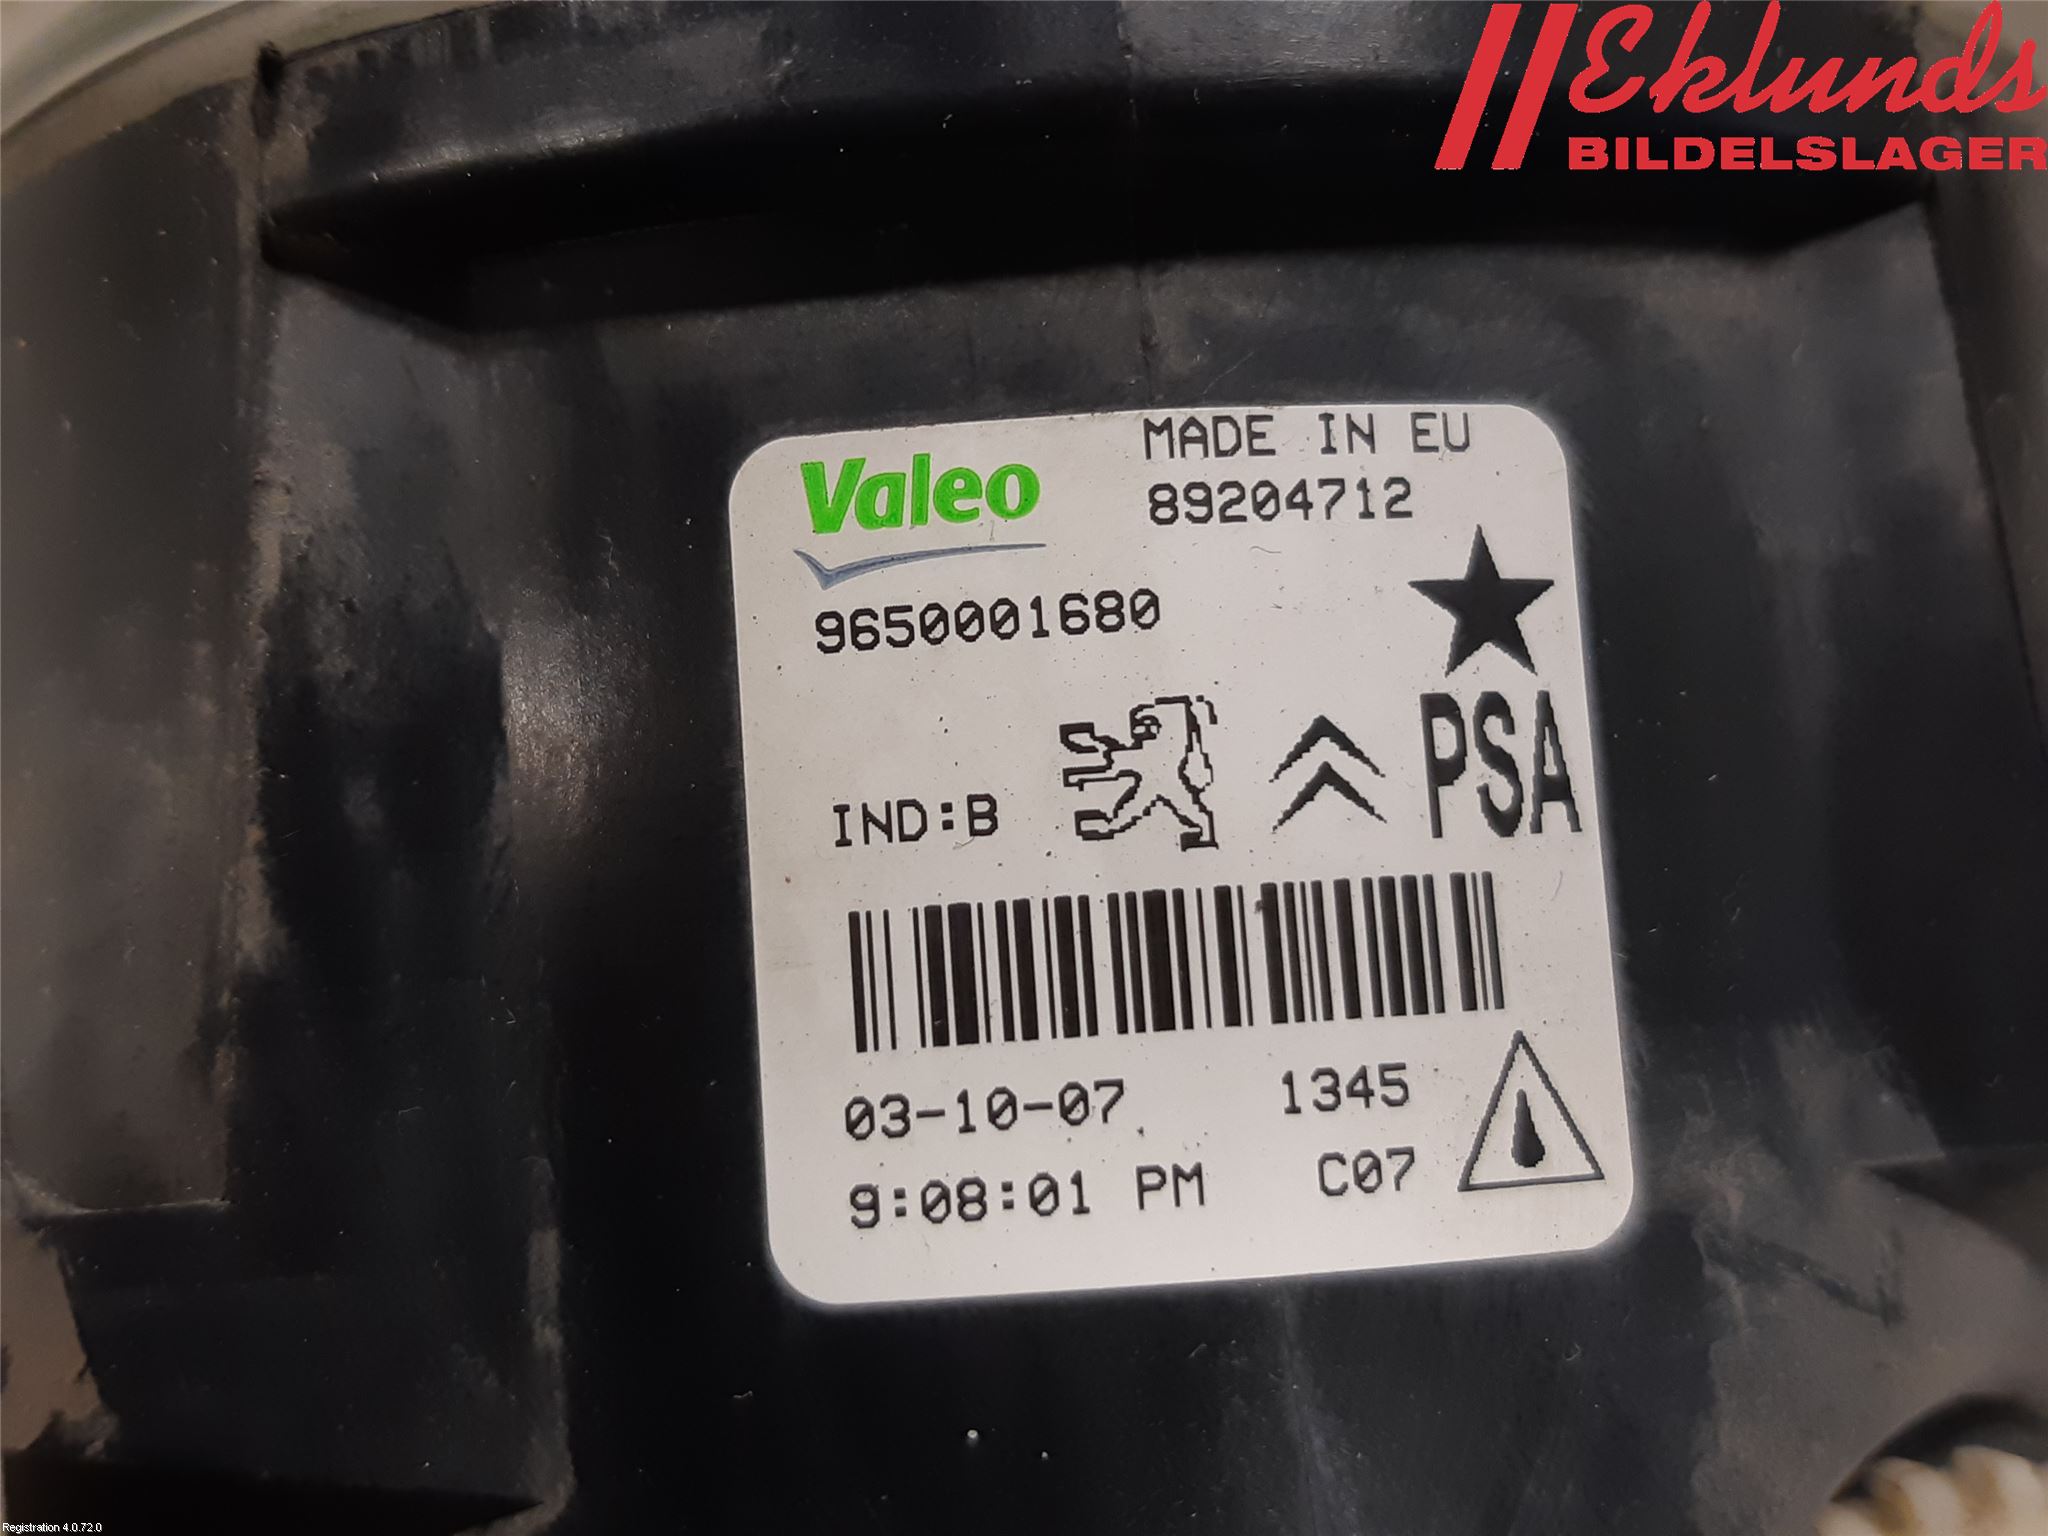 Eklunds
BILDELSLAGER
Valeo
MADE IN EU
89204712
9650001680
IND:B
PSA
03-10-07
1345
9:08:01 PM
C07
Registration 4.0.72.0